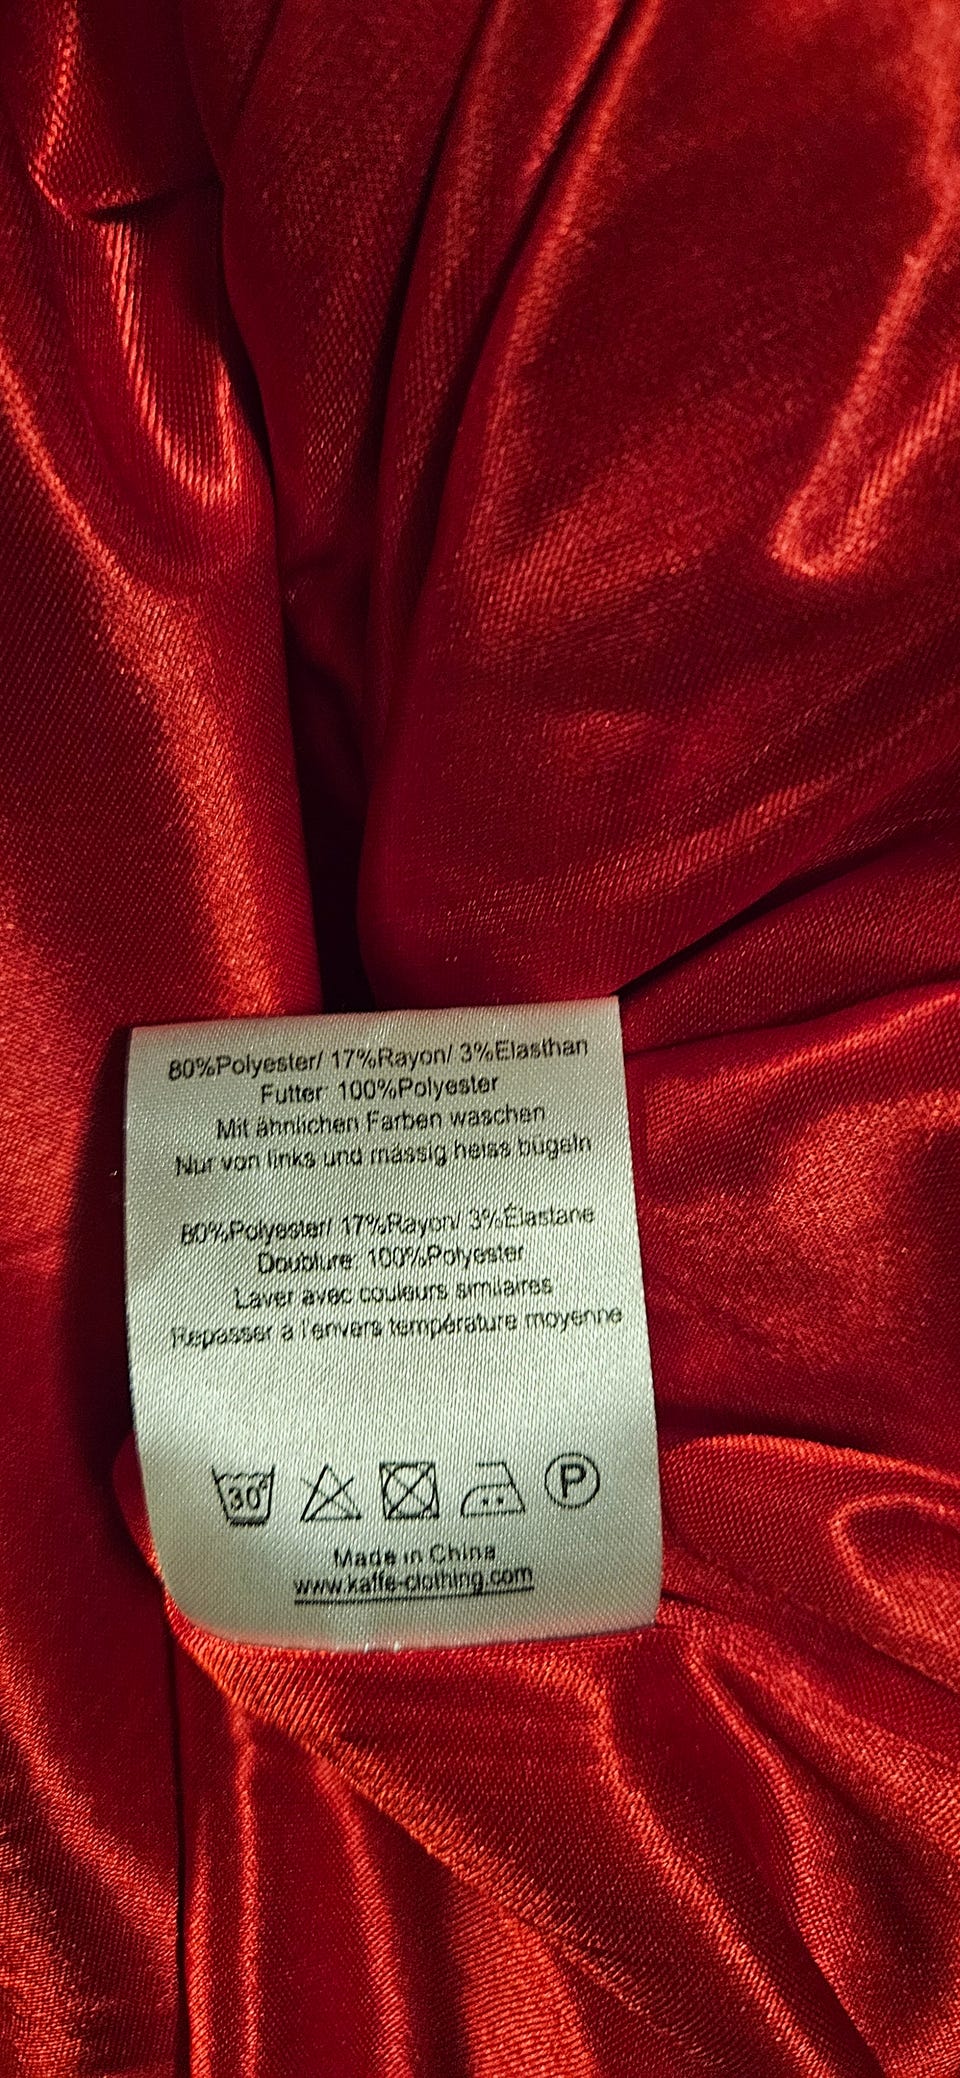 80%Polyester/ 17%Rayon/ 3%Elasthan
Futter: 100%Polyester
Mit ähnlichen Farben waschen
Nur von links und mässig heiss bügeln
80%Polyester/ 17%Rayon/ 3%Élastane
Doublure: 100%Polyester
Laver avec couleurs similaires
Repasser à l'envers température moyenne
30° P
Made in China
www.kaffe-clothing.com